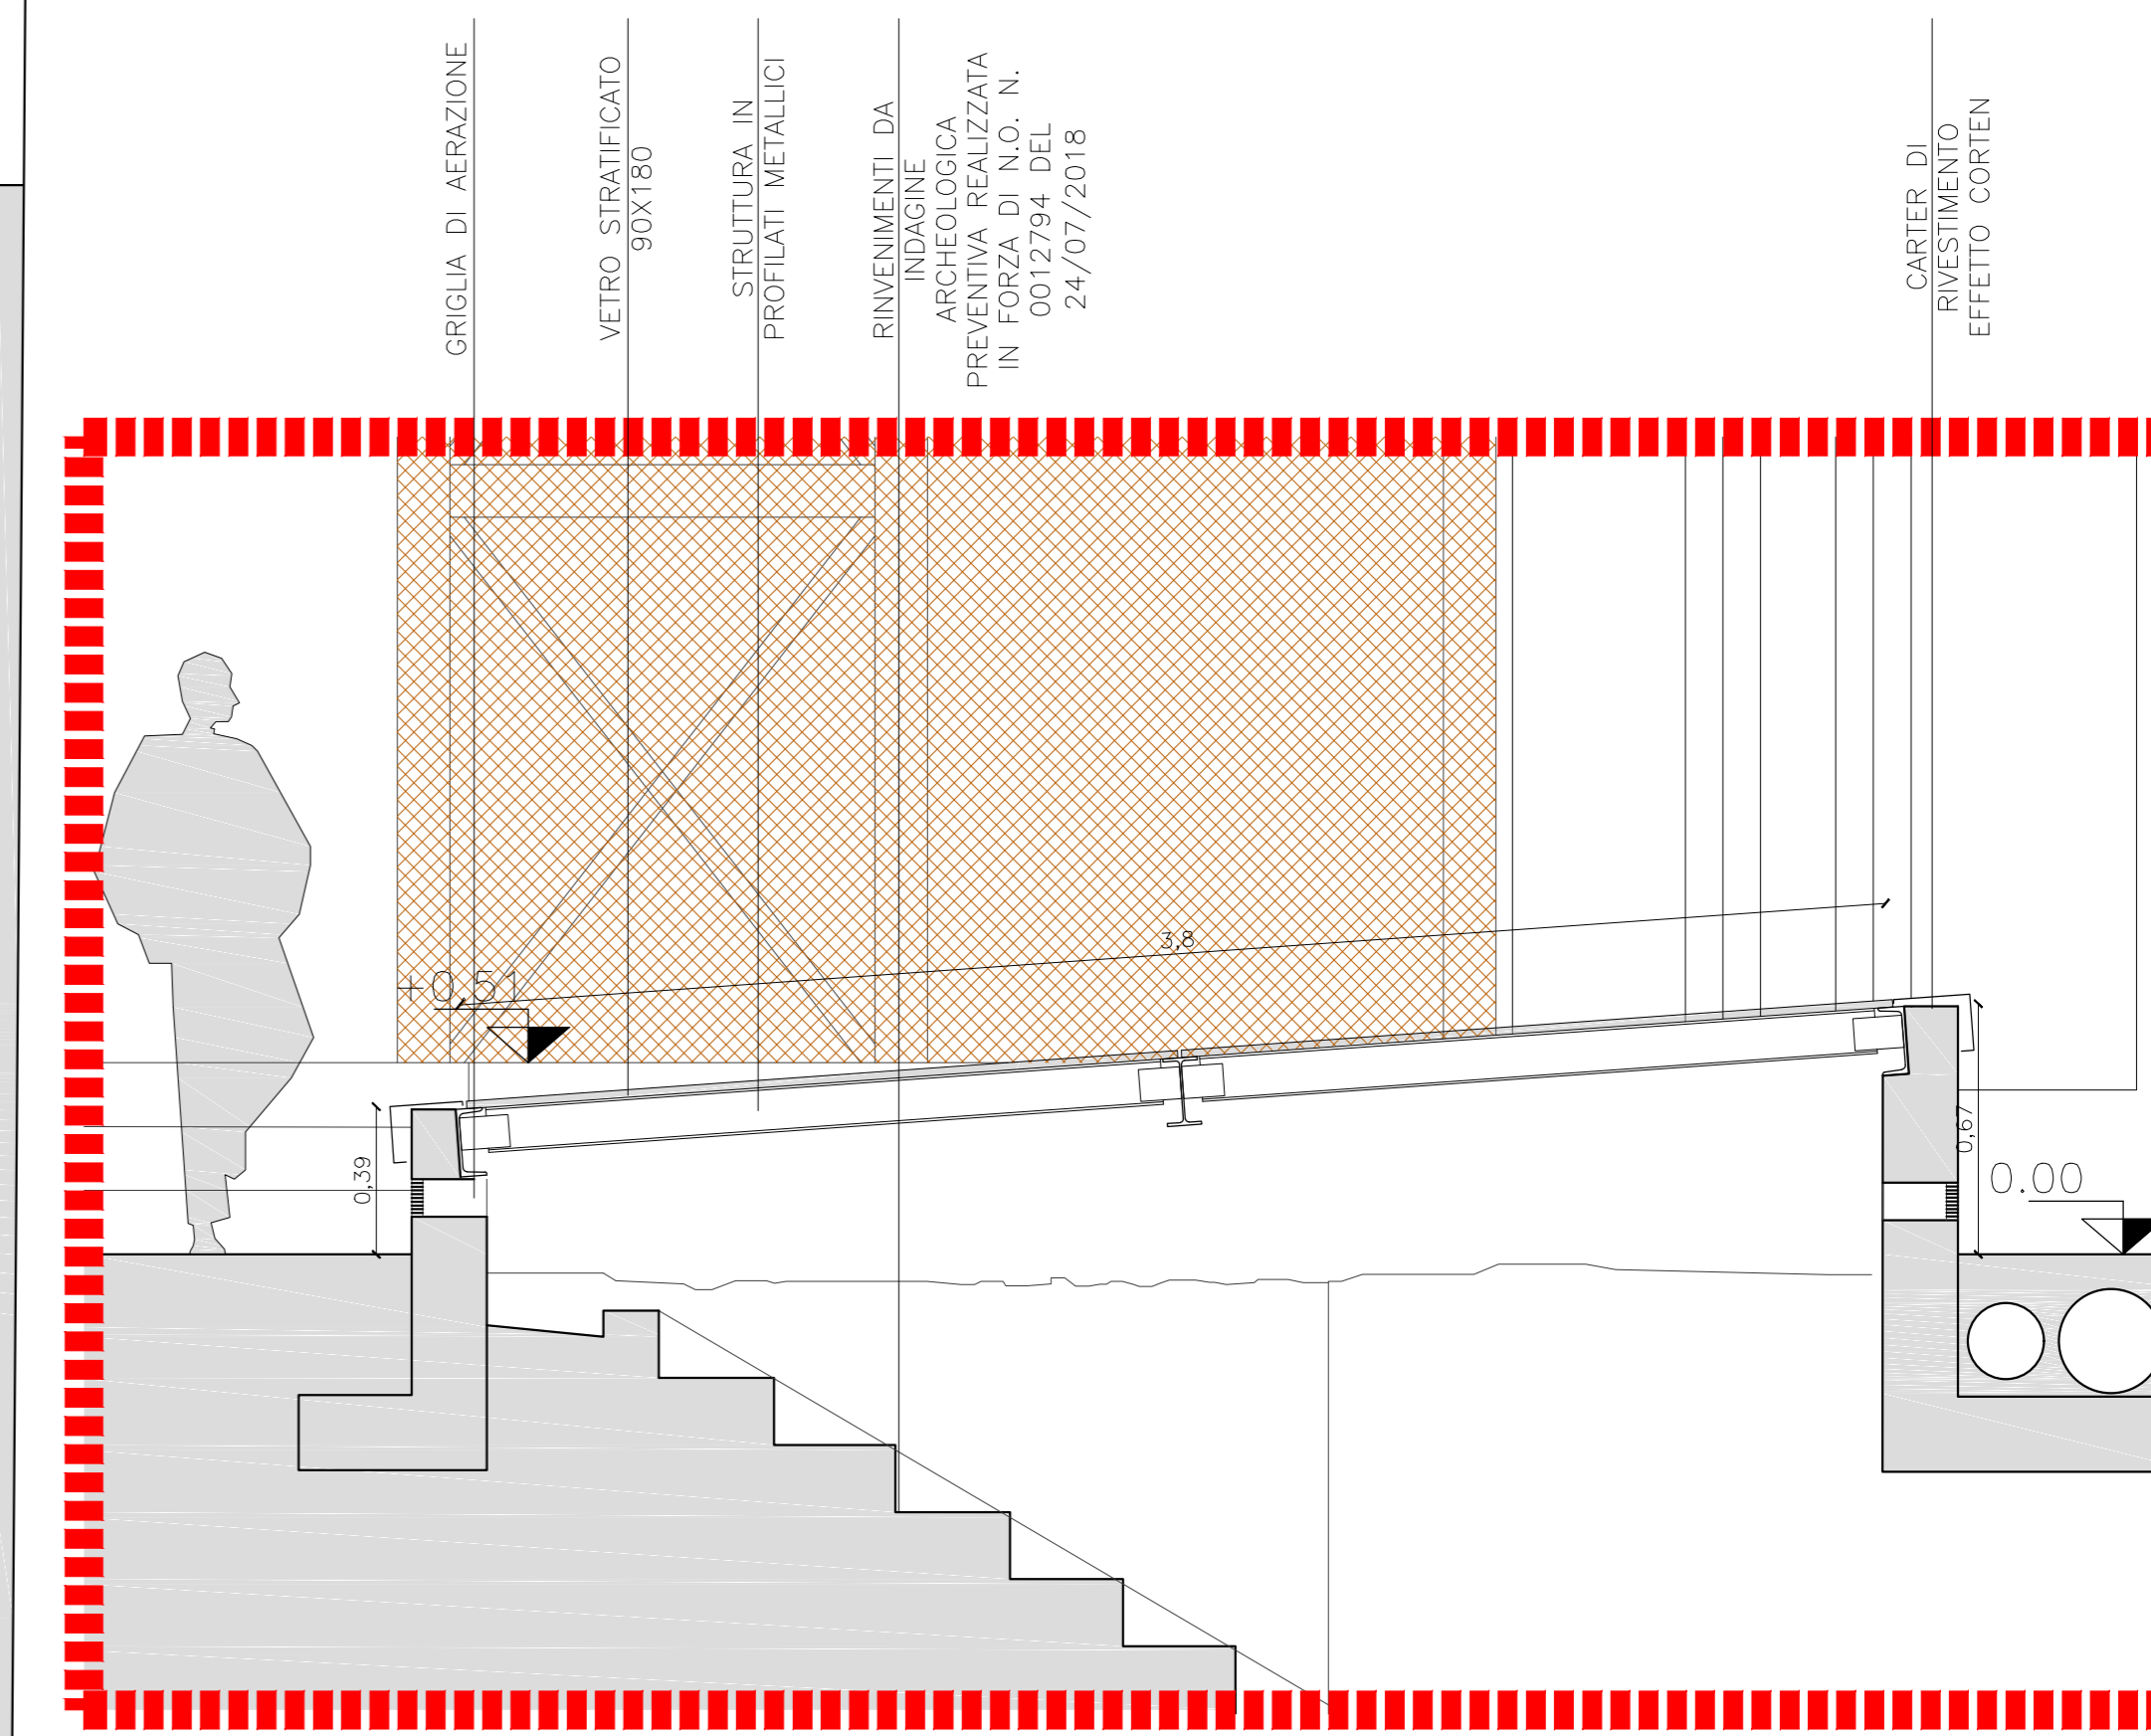 GRIGLIA DI AERAZIONE
VETRO STRATIFICATO
90X180
STRUTTURA IN
PROFILATI METALLICI
RINVENIMENTI DA
INDAGINE
ARCHEOLOGICA
PREVENTIVA REALIZZATA
IN FORZA DI N.O. N.
0012794 DEL
24/07/2018
CARTER DI
RIVESTIMENTO
EFFETTO CORTEN
3,8
+0.51
0,39
0,67
0.00